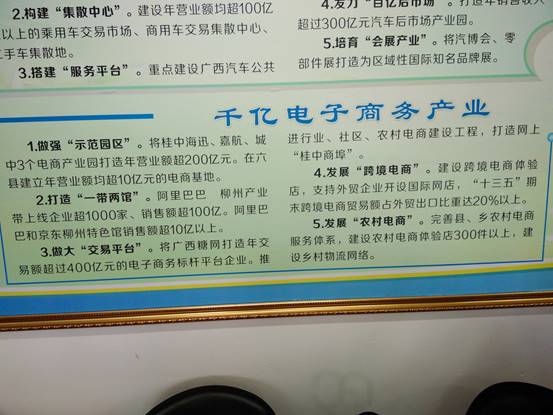 2.构建“集散中心”。建设年营业额均超100亿
以上的乘用车交易市场、商用车交易集散中心、
二手车集散地。
3.搭建“服务平台”。重点建设广西汽车公共
超过300亿元汽车后市场产业园。
5.培育“会展产业”。将汽博会、零
部件展打造为区域性国际知名品牌展。
千亿电子商务产业
1.做强“示范园区”。将桂中海迅、嘉航、城
中3个电商产业园打造年营业额超200亿元。在六
县建立年营业额均超10亿元的电商基地。
2.打造“一带两馆”。阿里巴巴 柳州产业
带上线企业超1000家、销售额超100亿。阿里巴
巴和京东柳州特色馆销售额超10亿以上。
3.做大“交易平台”。将广西糖网打造年交
易额超过400亿元的电子商务标杆平台企业。推
进行业、社区、农村电商建设工程，打造网上
“桂中商埠”。
4.发展“跨境电商”。建设跨境电商体验
店，支持外贸企业开设国际网店，“十三五”期
末跨境电商贸易额占外贸出口比重达20%以上。
5.发展“农村电商”。完善县、乡农村电商
服务体系，建设农村电商体验店300件以上，建
设乡村物流网络。